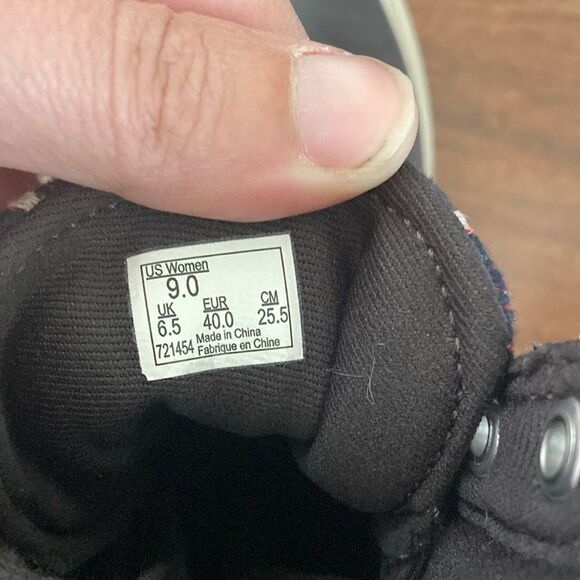 US Women
9.0
UK EUR CM
6.5 40.0 25.5
Made in China
721454 Fabrique en Chine